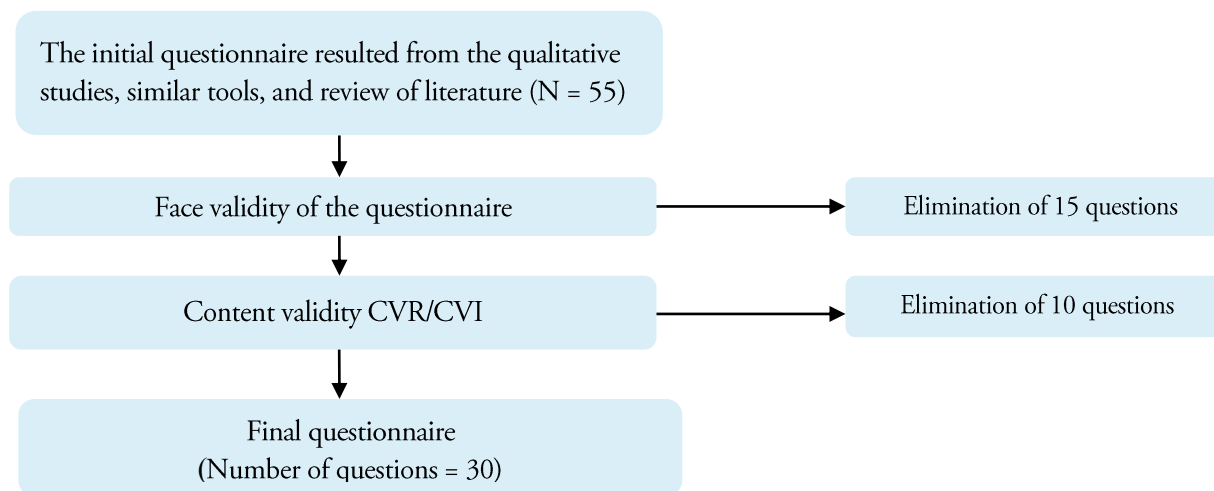 The initial questionnaire resulted from the qualitative
studies, similar tools, and review of literature (N = 55)
Face validity of the questionnaire
Elimination of 15 questions
Content validity CVR/CVI
Elimination of 10 questions
Final questionnaire
(Number of questions = 30)